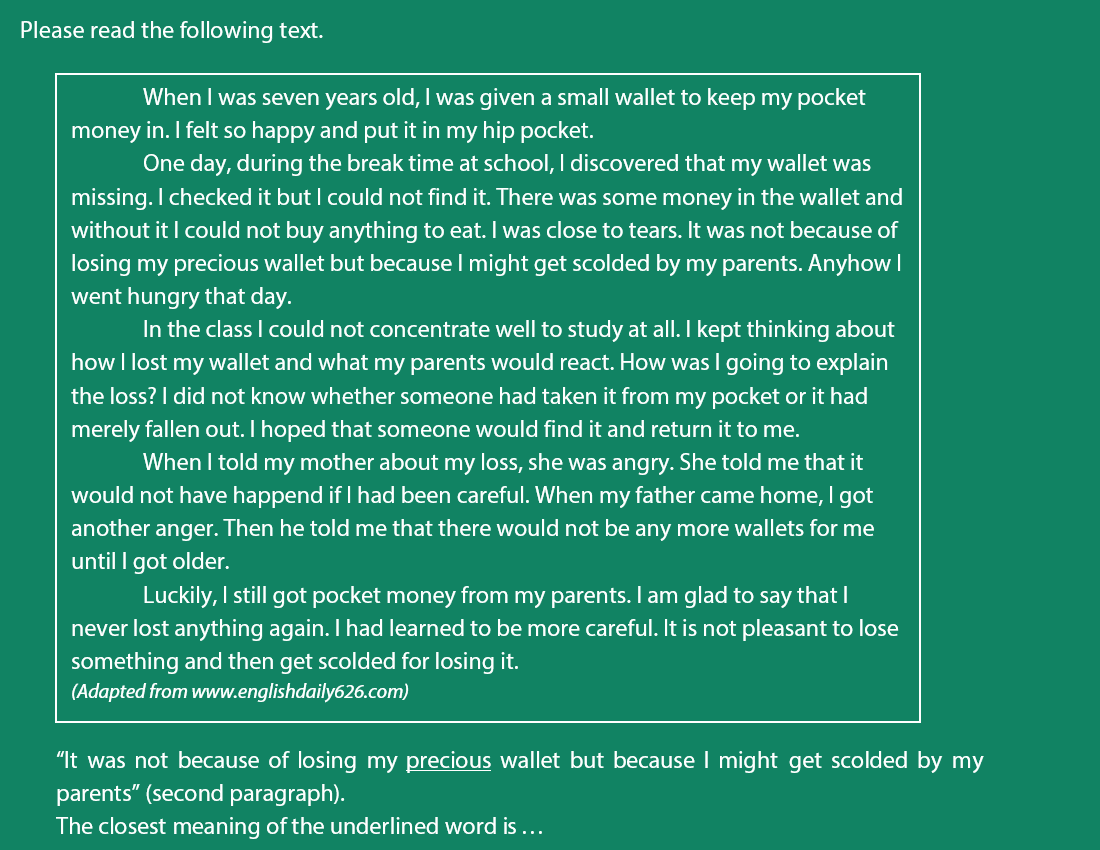 Please read the following text.
When I was seven years old, I was given a small wallet to keep my pocket
money in. I felt so happy and put it in my hip pocket.
One day, during the break time at school, I discovered that my wallet was
missing. I checked it but I could not find it. There was some money in the wallet and
without it I could not buy anything to eat. I was close to tears. It was not because of
losing my precious wallet but because I might get scolded by my parents. Anyhow I
went hungry that day.
In the class I could not concentrate well to study at all. I kept thinking about
how I lost my wallet and what my parents would react. How was I going to explain
the loss? I did not know whether someone had taken it from my pocket or it had
merely fallen out. I hoped that someone would find it and return it to me.
When I told my mother about my loss, she was angry. She told me that it
would not have happend if I had been careful. When my father came home, I got
another anger. Then he told me that there would not be any more wallets for me
until I got older.
Luckily, I still got pocket money from my parents. I am glad to say that I
never lost anything again. I had learned to be more careful. It is not pleasant to lose
something and then get scolded for losing it.
(Adapted from www.englishdaily626.com)
“It was not because of losing my precious wallet but because I might get scolded by my
parents” (second paragraph).
The closest meaning of the underlined word is …